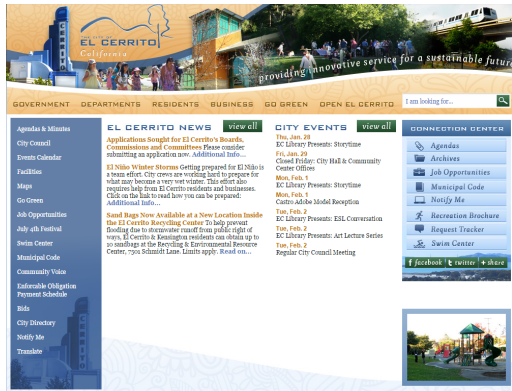 CERRITO
THE CITY OF
EL CERRITO
California
providing innovative service for a sustainable future
GOVERNMENT DEPARTMENTS RESIDENTS BUSINESS GO GREEN OPEN EL CERRITO I am looking for...
Agendas & Minutes
City Council
Events Calendar
Facilities
Maps
Go Green
Job Opportunities
July 4th Festival
Swim Center
Municipal Code
Community Voice
Enforceable Obligation
Payment Schedule
Bids
City Directory
Notify Me
Translate
EL CERRITO NEWS view all
Applications Sought for El Cerrito's Boards,
Commissions and Committees Please consider
submitting an application now. Additional Info...
El Niño Winter Storms Getting prepared for El Niño is
a team effort. City crews are working hard to prepare for
what may become a very wet winter. This effort also
requires help from El Cerrito residents and businesses.
Click on the link to read how you can be prepared:
Additional Info...
Sand Bags Now Available at a New Location Inside
the El Cerrito Recycling Center To help prevent
flooding due to stormwater runoff from public right of
ways, El Cerrito & Kensington residents can obtain up to
10 sandbags at the Recycling & Environmental Resource
Center, 7501 Schmidt Lane. Limits apply. Read on...
CITY EVENTS view all
Thu, Jan. 28
EC Library Presents: Storytime
Fri, Jan. 29
Closed Friday: City Hall & Community
Center Offices
Mon, Feb. 1
EC Library Presents: Storytime
Mon, Feb. 1
Castro Adobe Model Reception
Tue, Feb. 2
EC Library Presents: ESL Conversation
Tue, Feb. 2
EC Library Presents: Art Lecture Series
Tue, Feb. 2
Regular City Council Meeting
CONNECTION CENTER
Agendas
Archives
Job Opportunities
Municipal Code
Notify Me
Recreation Brochure
Request Tracker
Swim Center
facebook twitter share